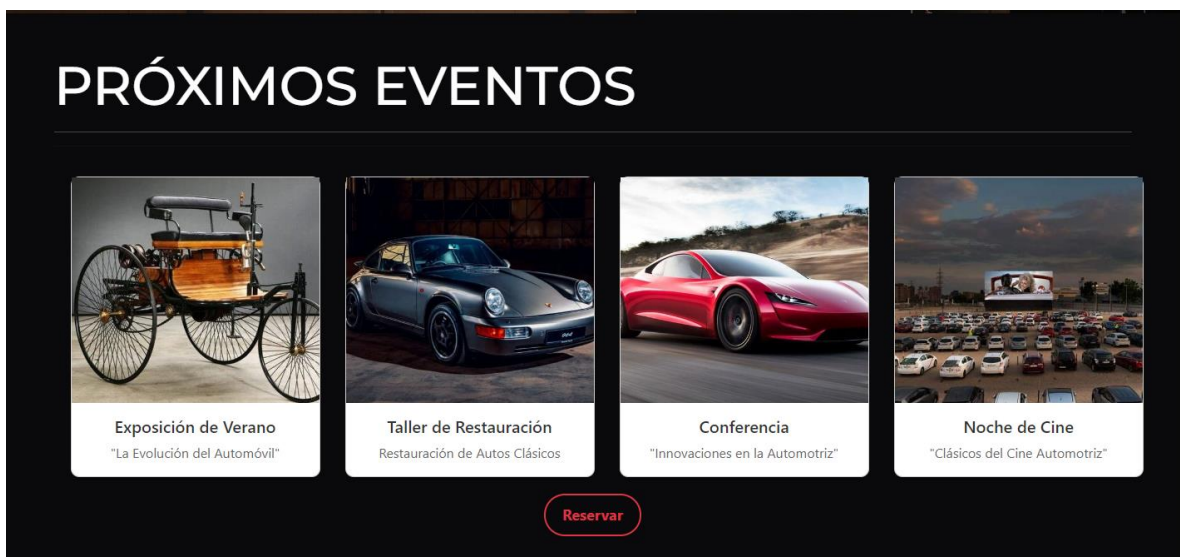 PRÓXIMOS EVENTOS
Exposición de Verano
"La Evolución del Automóvil"
Taller de Restauración
Restauración de Autos Clásicos
Conferencia
"Innovaciones en la Automotriz"
Noche de Cine
"Clásicos del Cine Automotriz"
Reservar